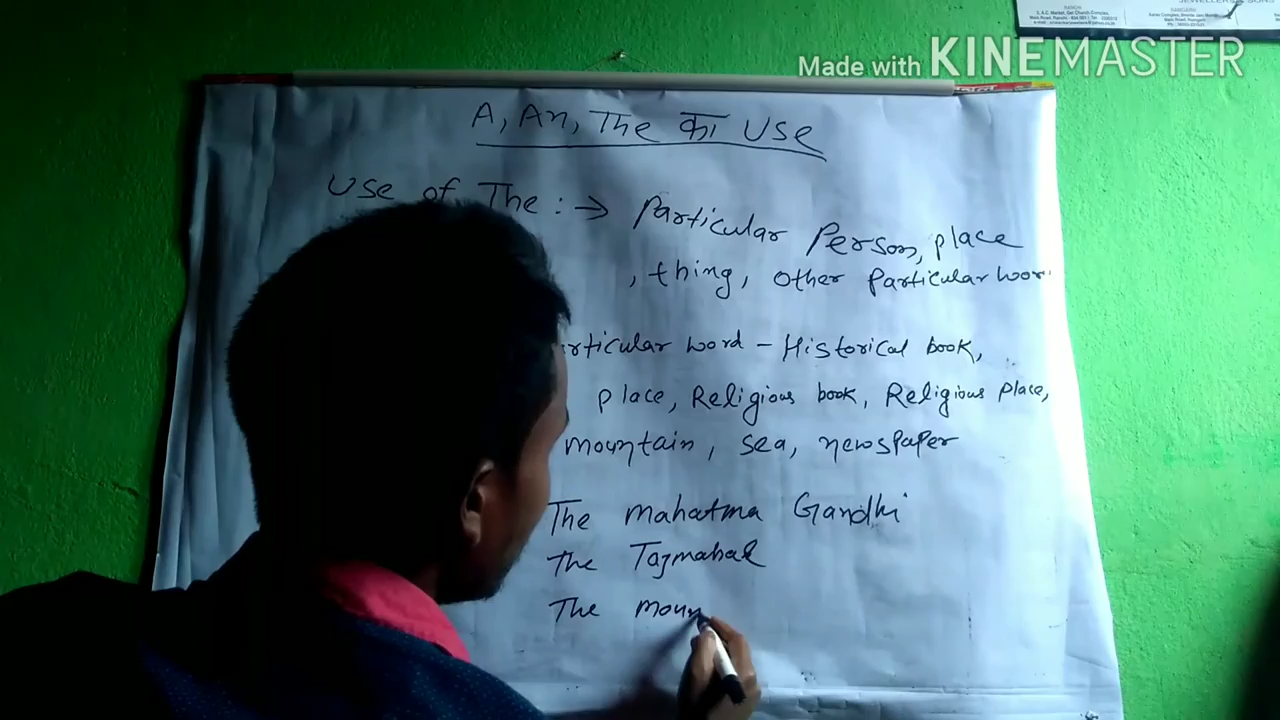 Made with KINEMASTER
A, An, The का Use
Use of The :→ Particular Person, place
, thing, other particular wor
rticular word - Historical book,
place, Religious book, Religious place,
mountain, sea, newspaper
The mahatma Gandhi
The Tajmahal
The moun